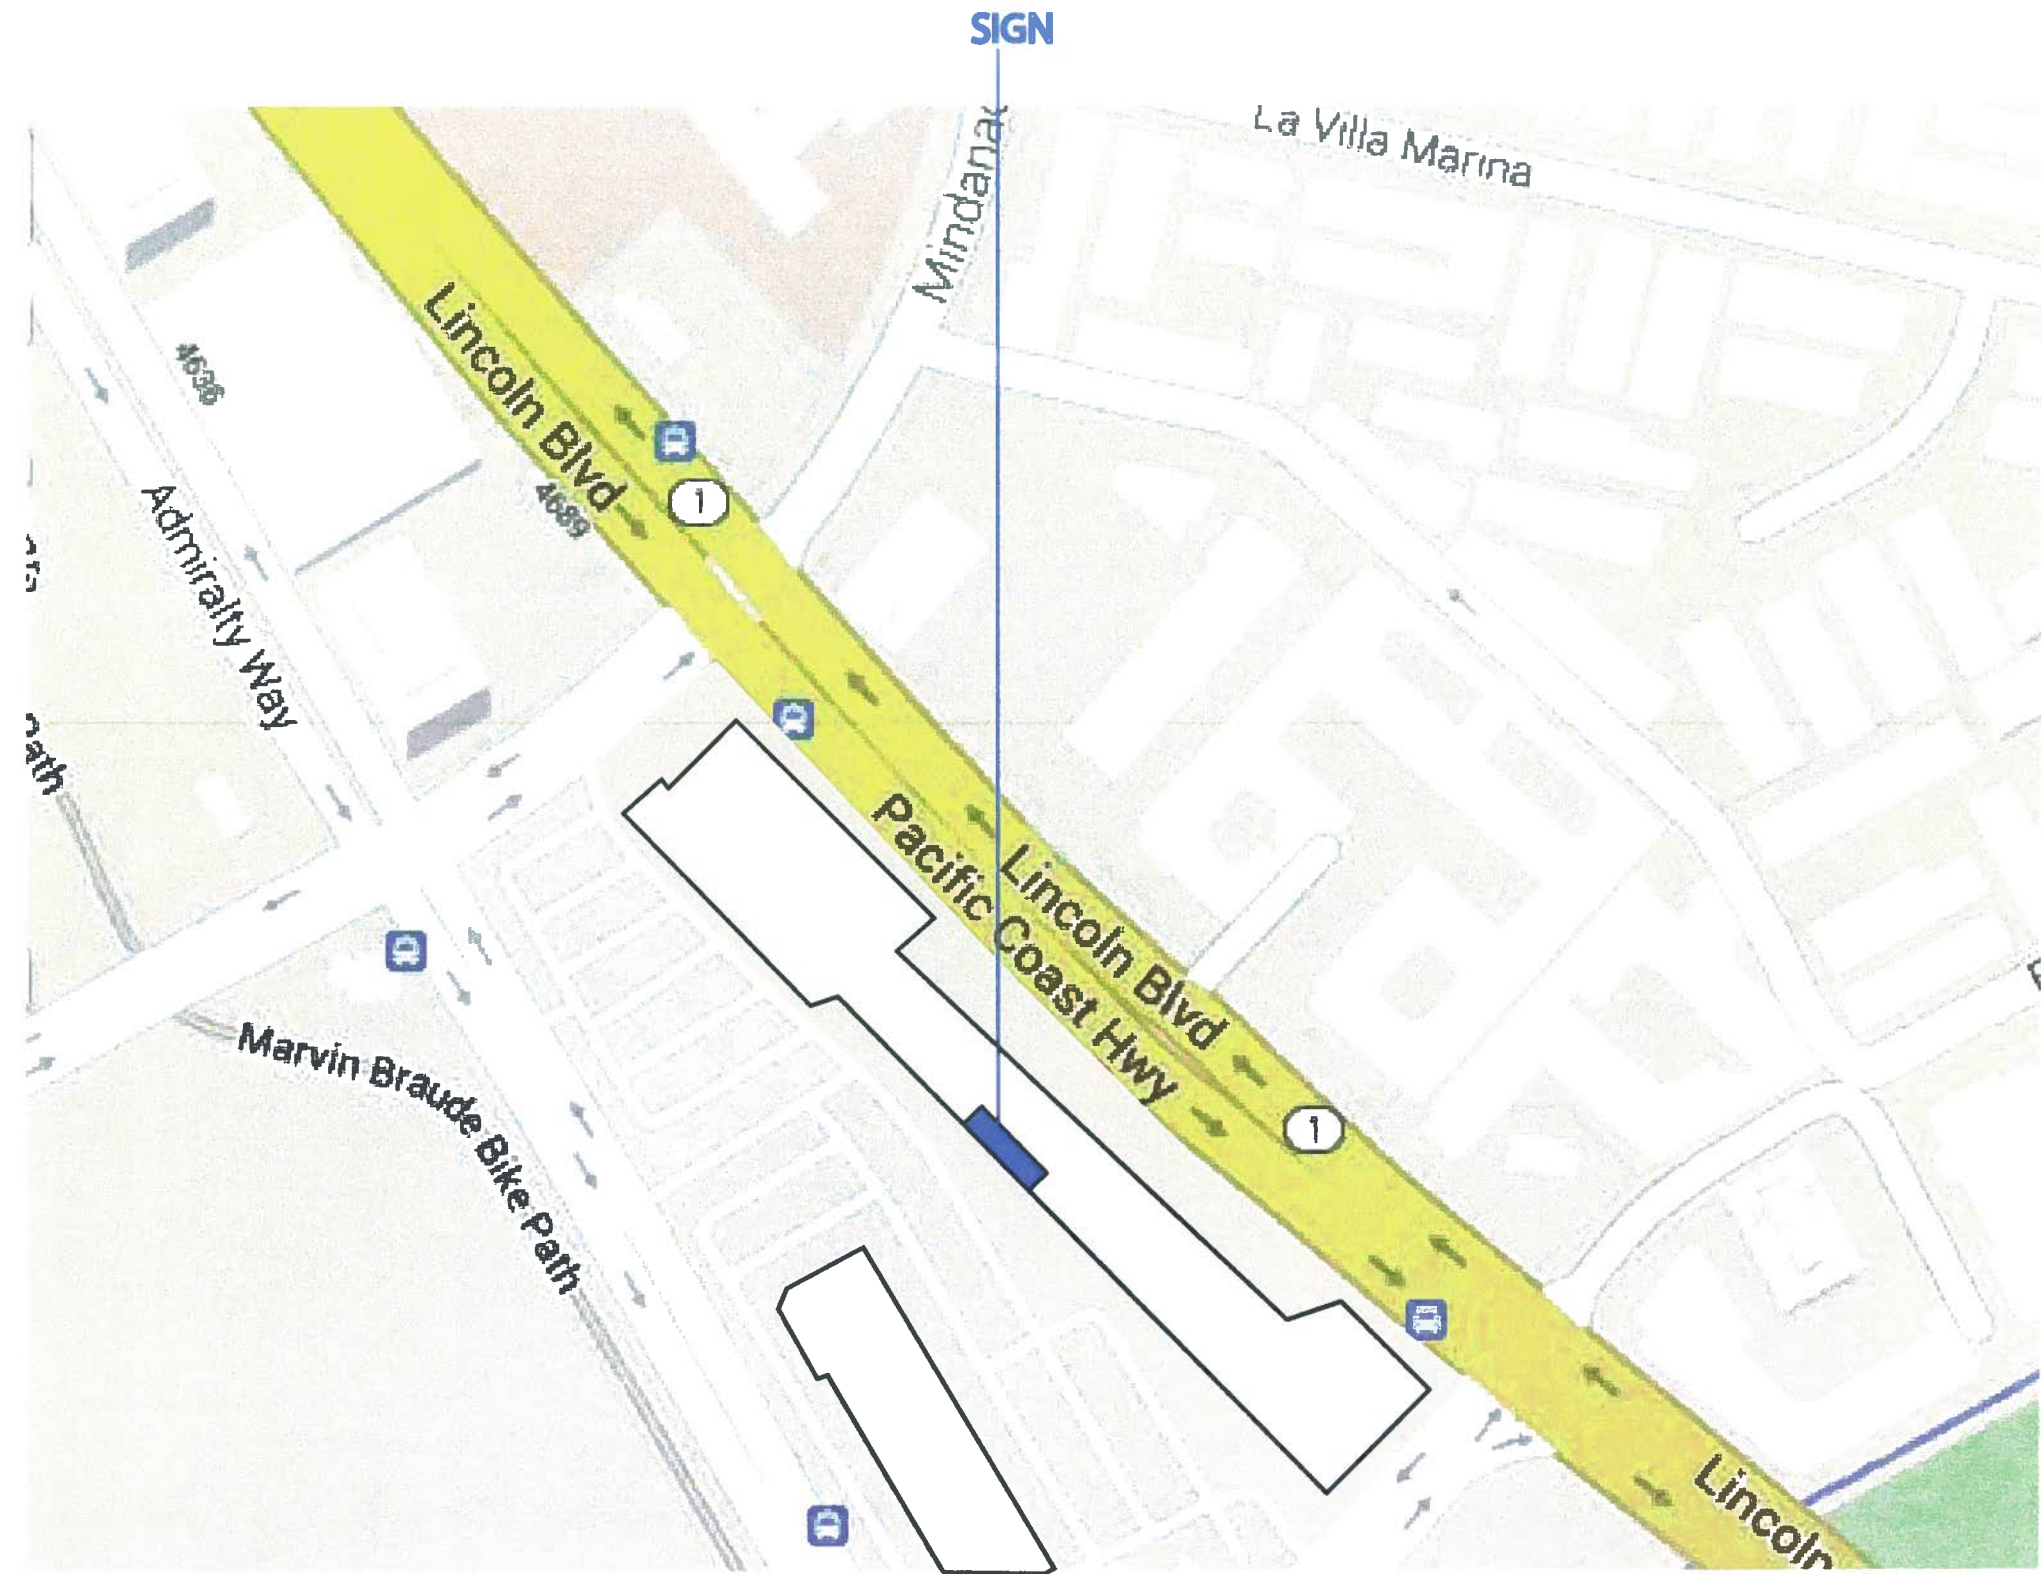 SIGN
La Villa Marina
Mindanao
Lincoln Blvd
4636
4689
1
Admiralty Way
Path
Pacific Coast Hwy
Lincoln Blvd
Marvin Braude Bike Path
1
Lincoln